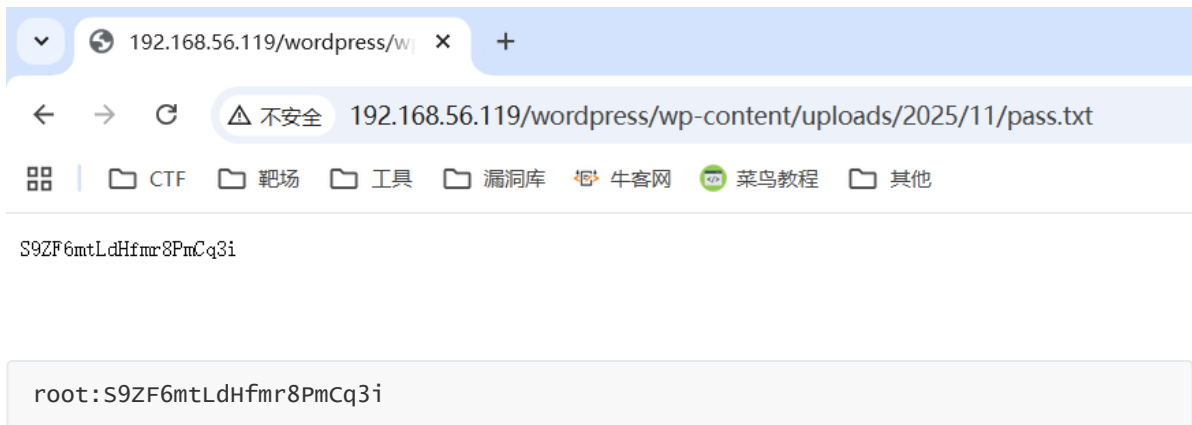 192.168.56.119/wordpress/w
不安全 192.168.56.119/wordpress/wp-content/uploads/2025/11/pass.txt
CTF 靶场 工具 漏洞库 牛客网 菜鸟教程 其他
S9ZF6mtLdHfmr8PmCq3i
root:S9ZF6mtLdHfmr8PmCq3i